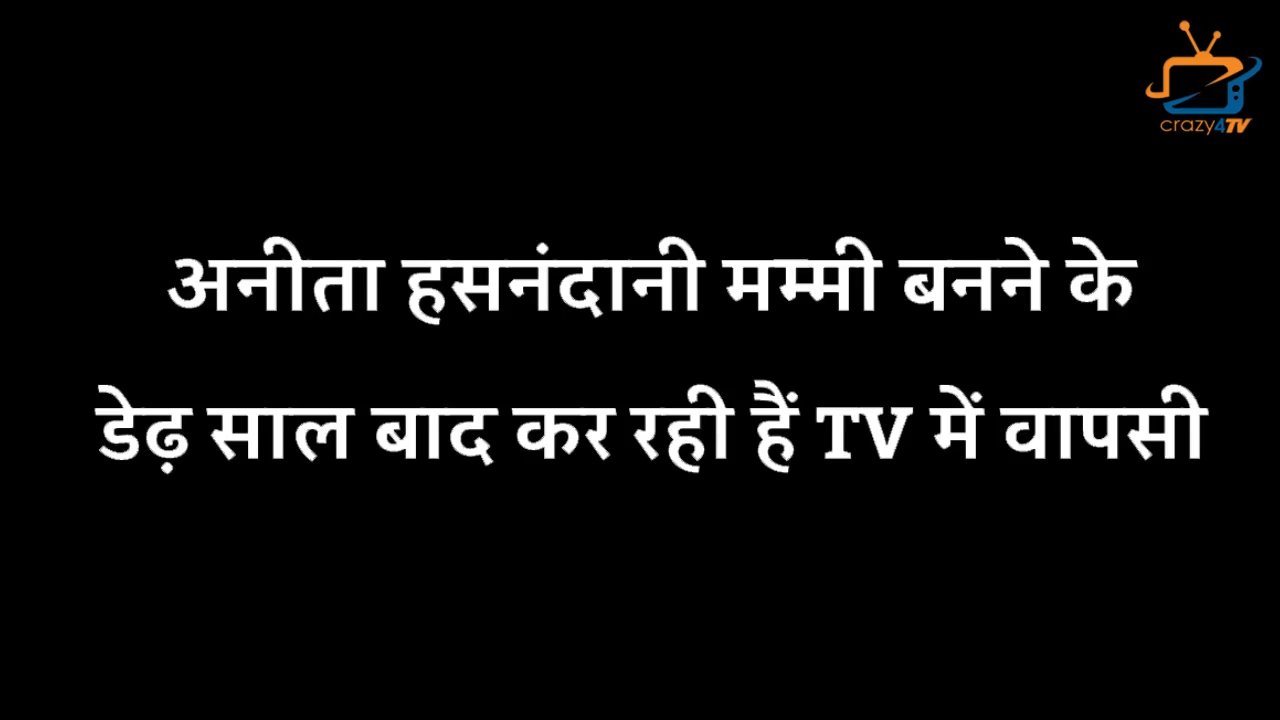 crazy4TV
अनीता हसनंदानी मम्मी बनने के
डेढ़ साल बाद कर रही हैं TV में वापसी